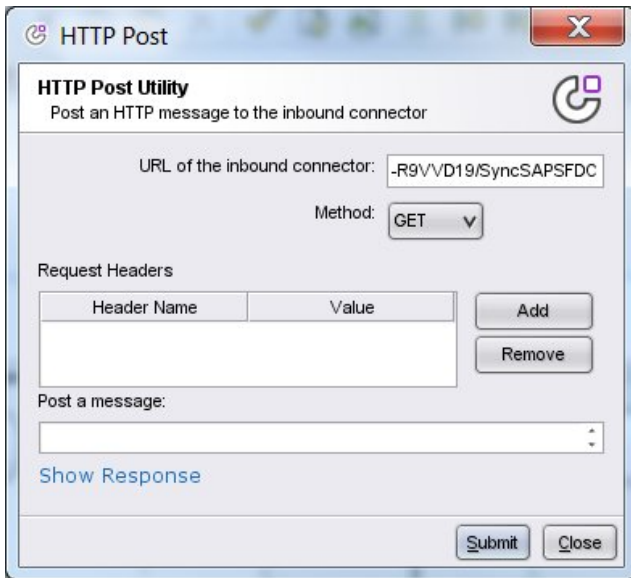 HTTP Post
HTTP Post Utility
Post an HTTP message to the inbound connector
URL of the inbound connector: -R9VVD19/SyncSAPSFDC
Method: GET
Request Headers
Header Name Value
Add
Remove
Post a message:
Show Response
Submit Close